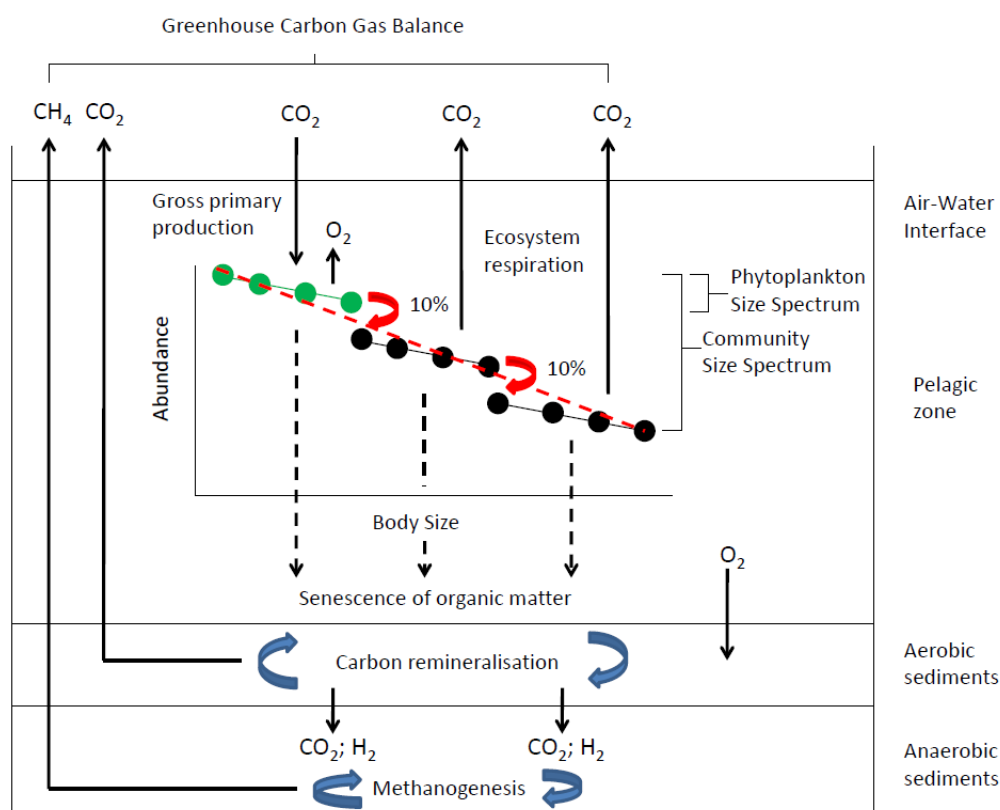 Greenhouse Carbon Gas Balance
CH₄ CO₂ CO₂ CO₂ CO₂
Gross primary
production
O₂
Ecosystem
respiration
Air-Water
Interface
Phytoplankton
Size Spectrum
10%
Community
Size Spectrum
10%
Abundance
Pelagic
zone
Body Size
O₂
Senescence of organic matter
Carbon remineralisation
Aerobic
sediments
CO₂; H₂ CO₂; H₂
Methanogenesis
Anaerobic
sediments